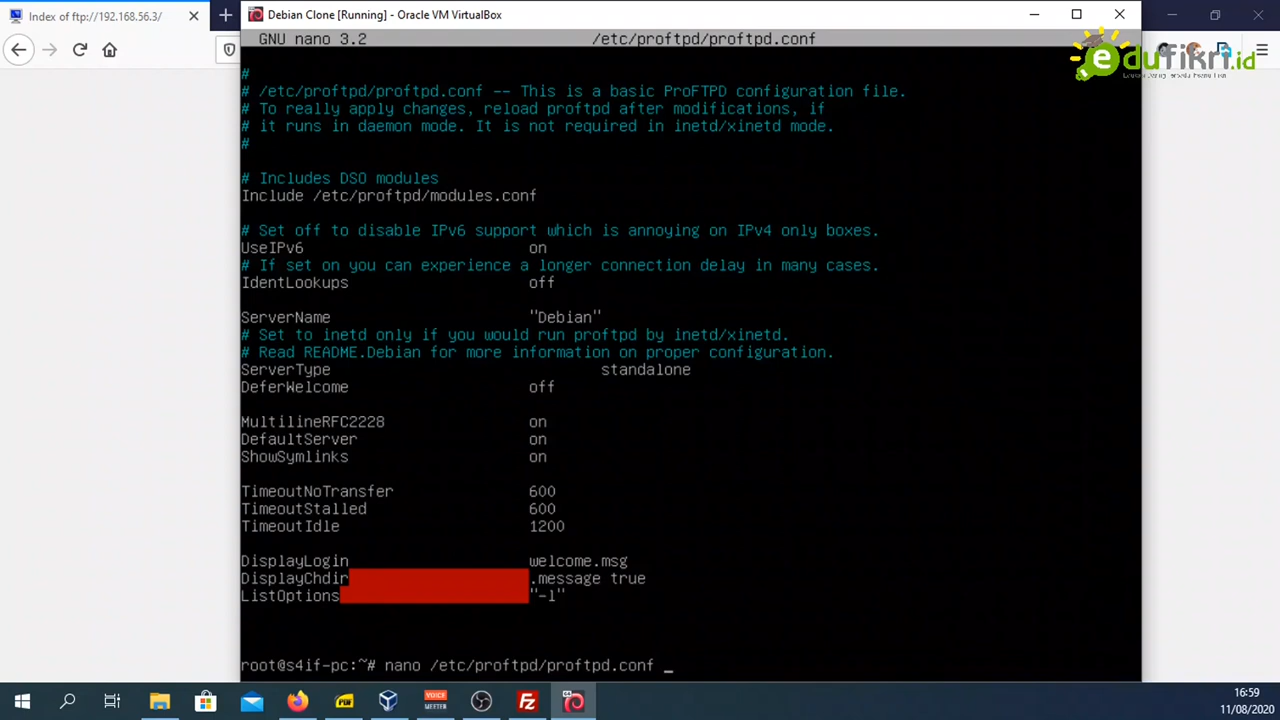 Index of ftp://192.168.56.3/
Debian Clone [Running] - Oracle VM VirtualBox
GNU nano 3.2 /etc/proftpd/proftpd.conf
edufikri.id
#
# /etc/proftpd/proftpd.conf -- This is a basic ProFTPD configuration file.
# To really apply changes, reload proftpd after modifications, if
# it runs in daemon mode. It is not required in inetd/xinetd mode.
#
# Includes DSO modules
Include /etc/proftpd/modules.conf
# Set off to disable IPv6 support which is annoying on IPv4 only boxes.
UseIPv6 on
# If set on you can experience a longer connection delay in many cases.
IdentLookups off
ServerName "Debian"
# Set to inetd only if you would run proftpd by inetd/xinetd.
# Read README.Debian for more information on proper configuration.
ServerType standalone
DeferWelcome off
MultilineRFC2228 on
DefaultServer on
ShowSymlinks on
TimeoutNoTransfer 600
TimeoutStalled 600
TimeoutIdle 1200
DisplayLogin welcome.msg
DisplayChdir .message true
ListOptions "-l"
root@s4if-pc:~# nano /etc/proftpd/proftpd.conf _
VOICE
MEETER
16:59
11/08/2020